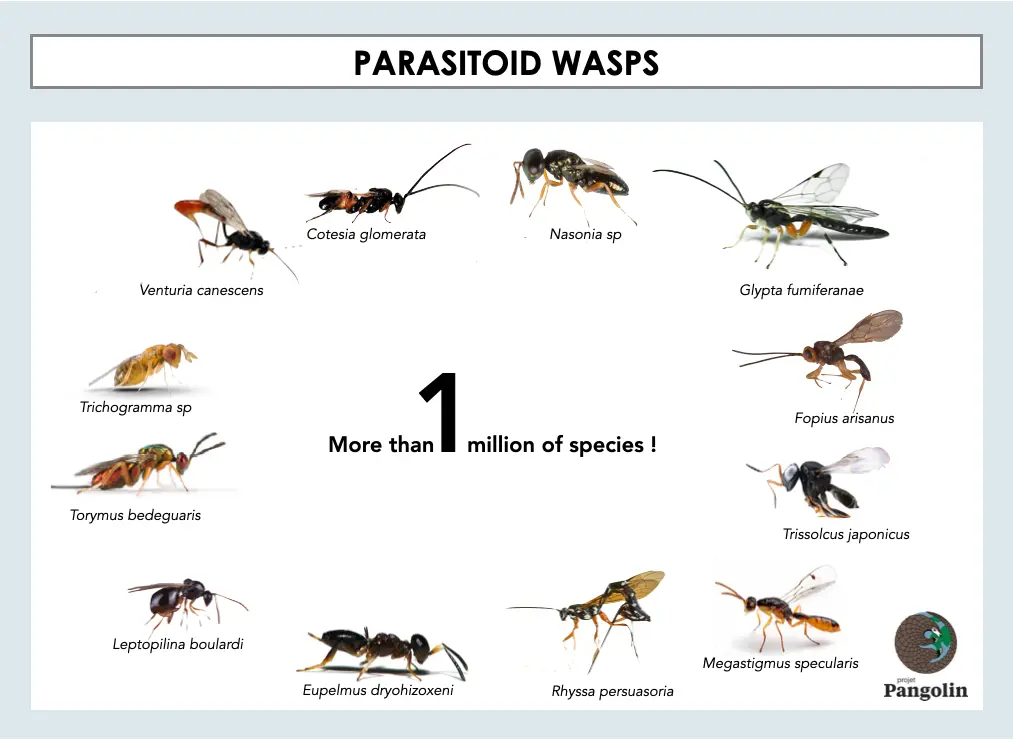 PARASITOID WASPS
Cotesia glomerata
Nasonia sp
Venturia canescens
Glypta fumiferanae
Trichogramma sp
Fopius arisanus
More than 1 million of species !
Torymus bedeguaris
Trissolcus japonicus
Leptopilina boulardi
Megastigmus specularis
Eupelmus dryohizoxeni
Rhyssa persuasoria
projet
Pangolin